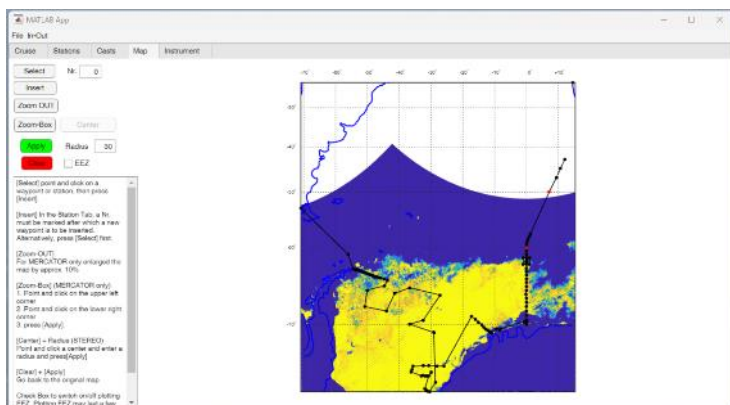 MATLAB App
File In-Out
Cruise Stations Casts Map Instrument
Select Nr. 0
Insert
Zoom OUT
Zoom-Box Center
Apply Radius 30
Clear EEZ
[Select] point and click on a
waypoint or station, then press
[Insert]
[Insert] In the Station Tab, a Nr.
must be marked after which a new
waypoint is to be inserted.
Alternatively, press [Select] first.
[Zoom-OUT]
For MERCATOR only enlarged the
map by approx. 10%
[Zoom-Box] (MERCATOR only)
1. Point and click on the upper left
corner
2. Point and click on the lower right
corner
3. press [Apply]
[Center] + Radius (STEREO)
Point and click a center and enter a
radius and press[Apply]
[Clear] + [Apply]
Go back to the original map
Check Box to switch on/off plotting